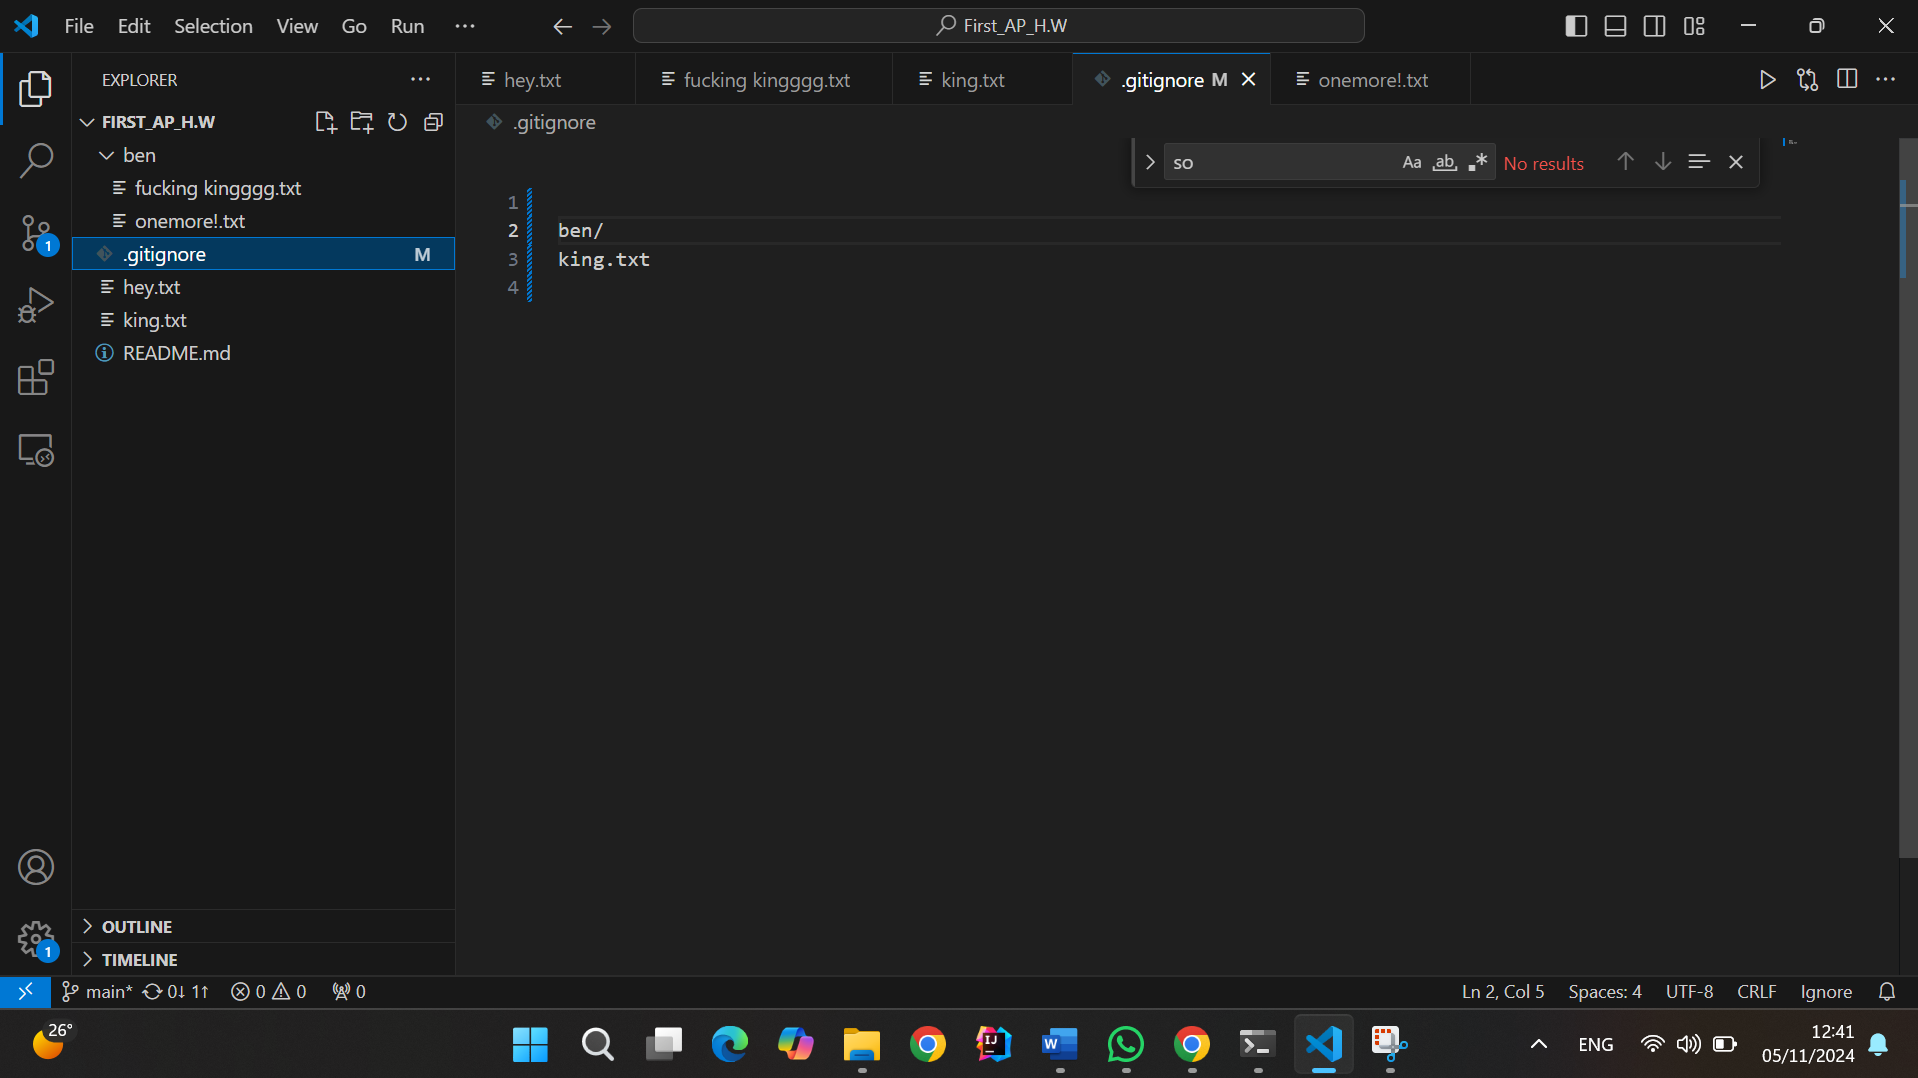 File Edit Selection View Go Run ··· First_AP_H.W
EXPLORER ···
FIRST_AP_H.W
ben
fucking kingggg.txt
onemore!.txt
.gitignore M
hey.txt
king.txt
README.md
OUTLINE
TIMELINE
hey.txt fucking kingggg.txt king.txt .gitignore M onemore!.txt
.gitignore
so Aa ab No results
1
2 ben/
3 king.txt
4
1
1
main* 0↓ 1↑ 0 0 0 Ln 2, Col 5 Spaces: 4 UTF-8 CRLF Ignore
26° IJ W ENG 12:41
05/11/2024